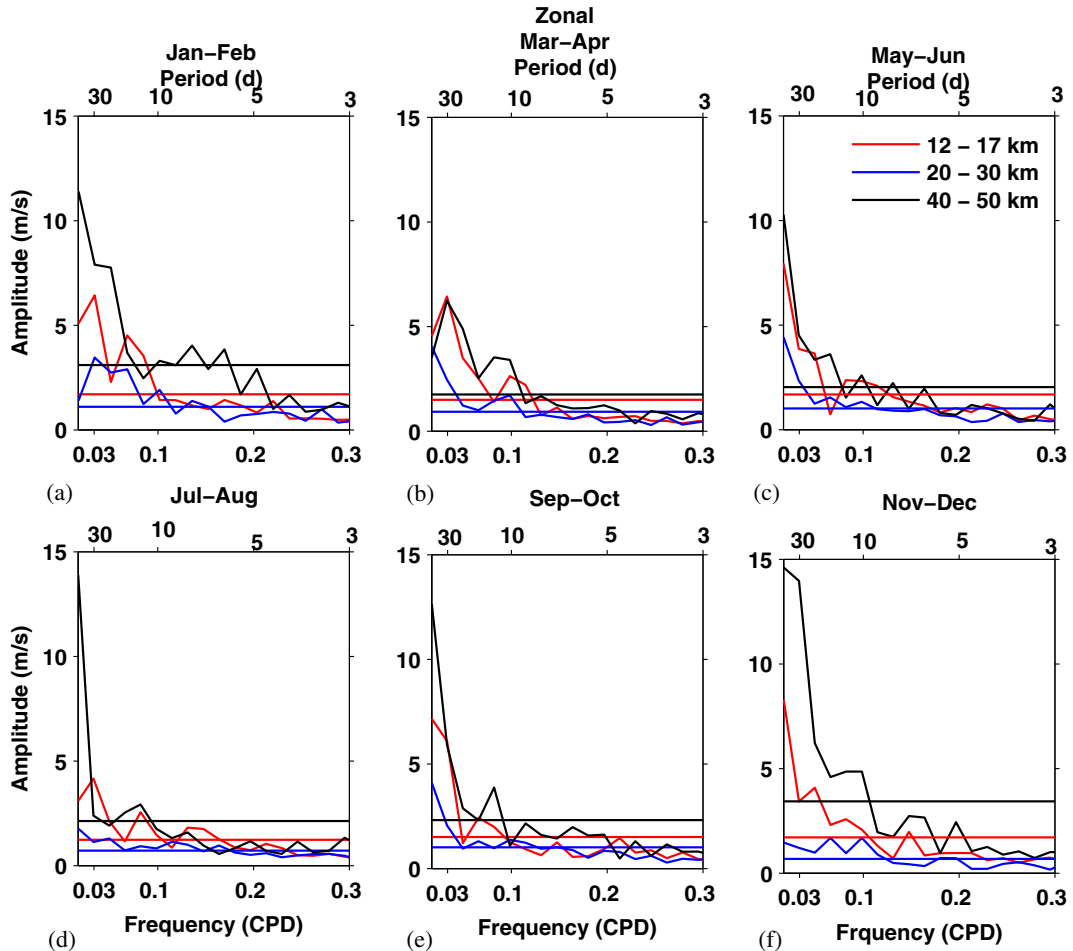 Zonal
Jan–Feb
Period (d)
Mar–Apr
Period (d)
May–Jun
Period (d)
30 10 5 3
30 10 5 3
30 10 5 3
15
10
5
0
Amplitude (m/s)
15
10
5
0
15
10
5
0
12 – 17 km
20 – 30 km
40 – 50 km
0.03 0.1 0.2 0.3
0.03 0.1 0.2 0.3
0.03 0.1 0.2 0.3
(a)
(b)
(c)
Jul–Aug
Sep–Oct
Nov–Dec
30 10 5 3
30 10 5 3
30 10 5 3
15
10
5
0
Amplitude (m/s)
15
10
5
0
15
10
5
0
0.03 0.1 0.2 0.3
0.03 0.1 0.2 0.3
0.03 0.1 0.2 0.3
Frequency (CPD)
Frequency (CPD)
Frquency (CPD)
(d)
(e)
(f)